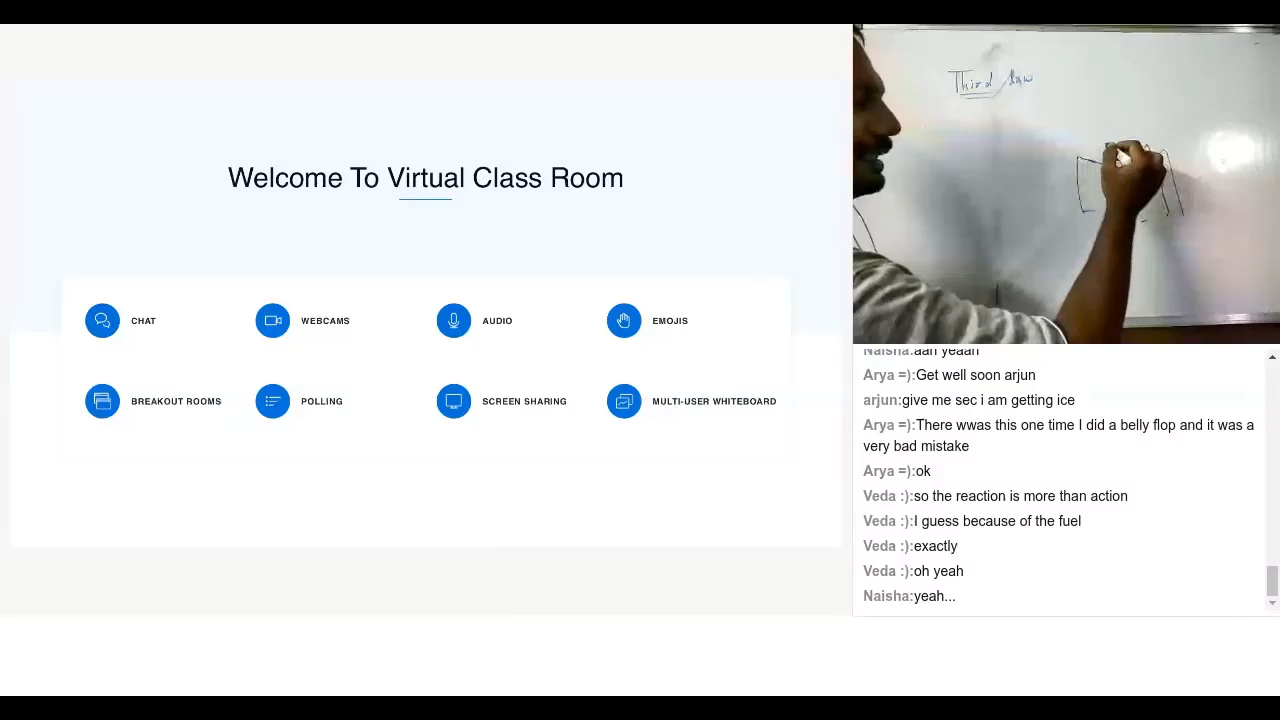 Welcome To Virtual Class Room
CHAT
WEBCAMS
AUDIO
EMOJIS
BREAKOUT ROOMS
POLLING
SCREEN SHARING
MULTI-USER WHITEBOARD
Third law
Naisha:aah yeaah
Arya =):Get well soon arjun
arjun:give me sec i am getting ice
Arya =):There wwas this one time I did a belly flop and it was a
very bad mistake
Arya =):ok
Veda :):so the reaction is more than action
Veda :):I guess because of the fuel
Veda :):exactly
Veda :):oh yeah
Naisha:yeah...